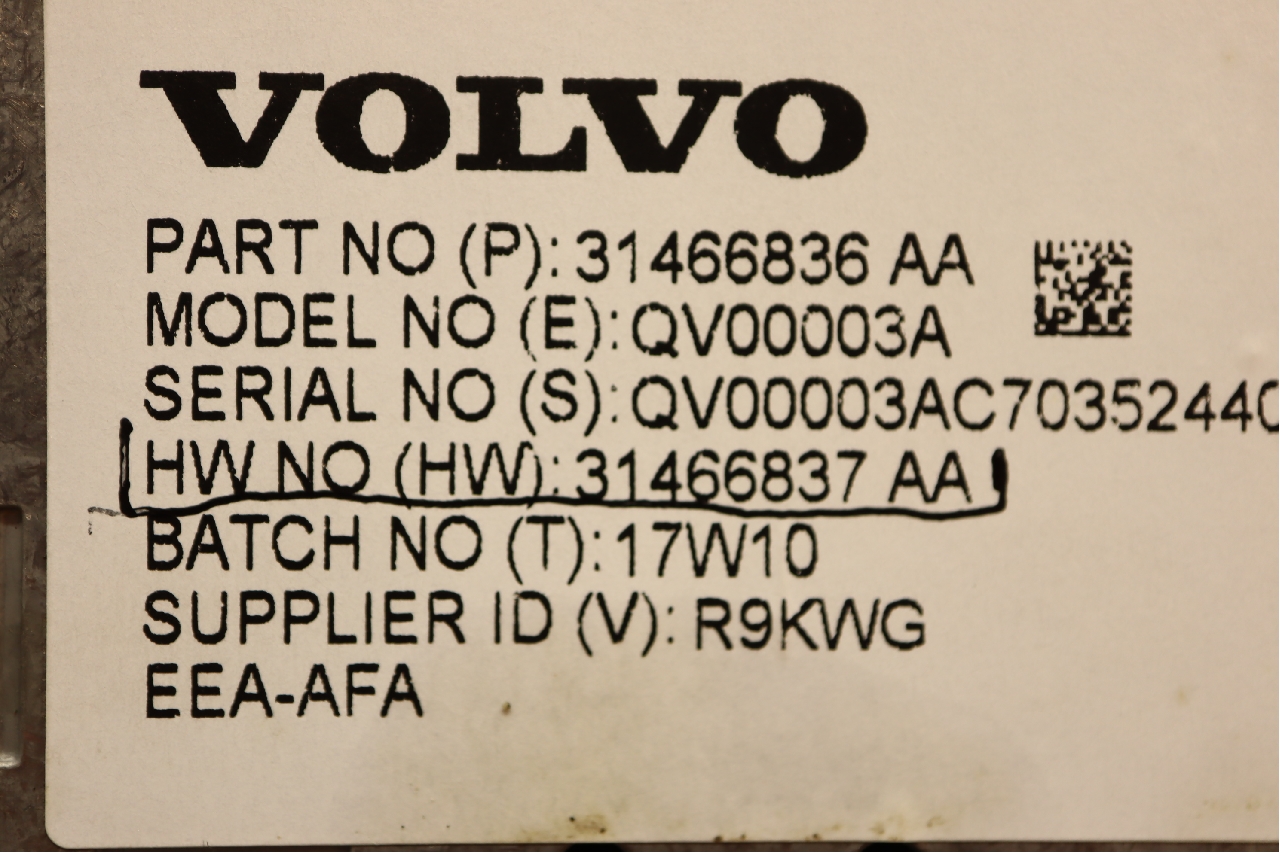 VOLVO
PART NO (P): 31466836 AA
MODEL NO (E): QV00003A
SERIAL NO (S): QV00003AC70352440
HW NO (HW): 31466837 AA
BATCH NO (T): 17W10
SUPPLIER ID (V): R9KWG
EEA-AFA